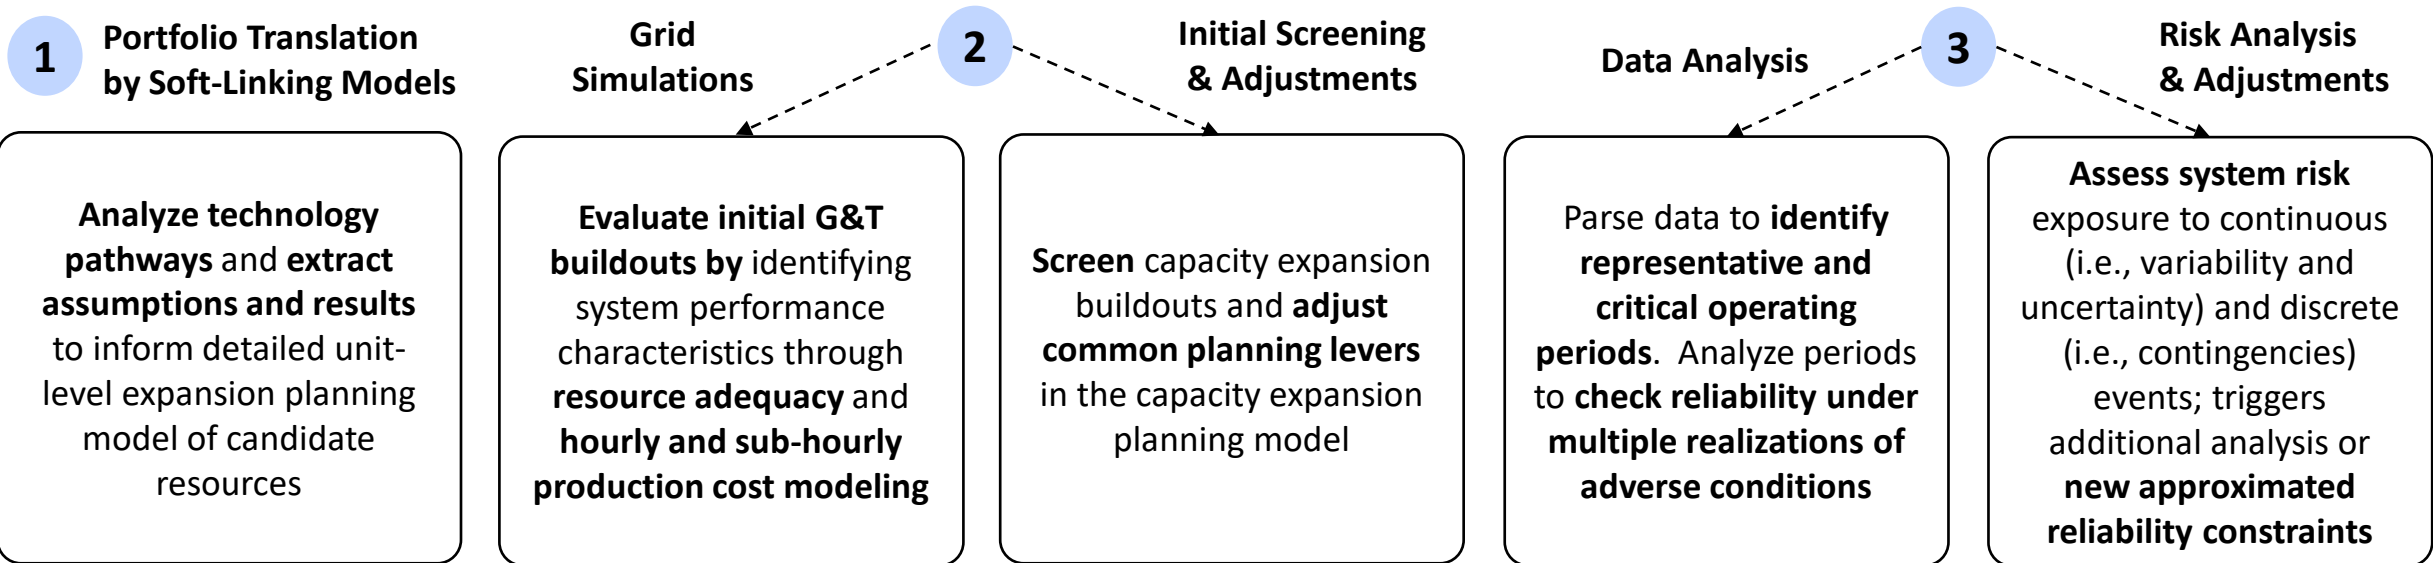 1
Portfolio Translation
by Soft-Linking Models
Analyze technology
pathways and extract
assumptions and results
to inform detailed unit-
level expansion planning
model of candidate
resources
2
Grid
Simulations
Evaluate initial G&T
buildouts by identifying
system performance
characteristics through
resource adequacy and
hourly and sub-hourly
production cost modeling
Initial Screening
& Adjustments
Screen capacity expansion
buildouts and adjust
common planning levers
in the capacity expansion
planning model
3
Data Analysis
Parse data to identify
representative and
critical operating
periods.  Analyze periods
to check reliability under
multiple realizations of
adverse conditions
Risk Analysis
& Adjustments
Assess system risk
exposure to continuous
(i.e., variability and
uncertainty) and discrete
(i.e., contingencies)
events; triggers
additional analysis or
new approximated
reliability constraints